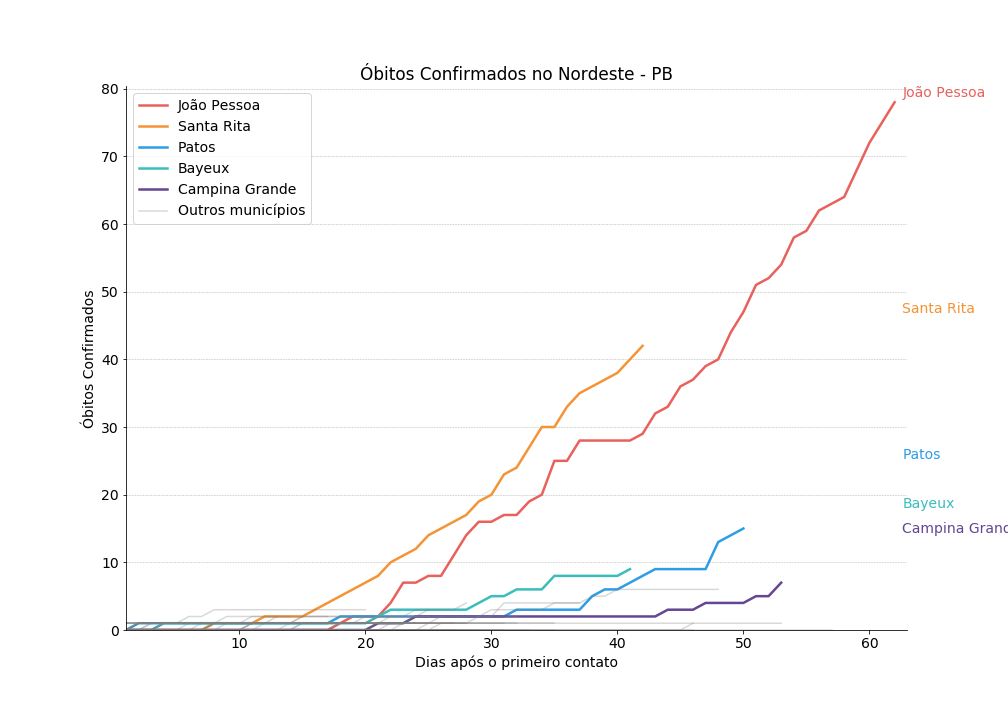 Óbitos Confirmados no Nordeste - PB
João Pessoa
Santa Rita
Patos
Bayeux
Campina Grande
Outros municípios
80
70
60
50
40
30
20
10
0
Óbitos Confirmados
10 20 30 40 50 60
Dias após o primeiro contato
João Pessoa
Santa Rita
Patos
Bayeux
Campina Grand